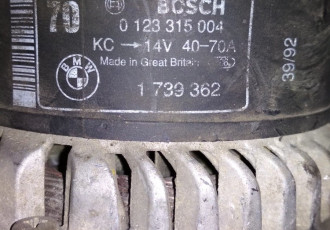 70
BOSCH
0 123 315 004
KC → 14V 40-70A
BMW
Made in Great Britain
1 739 362
39/92